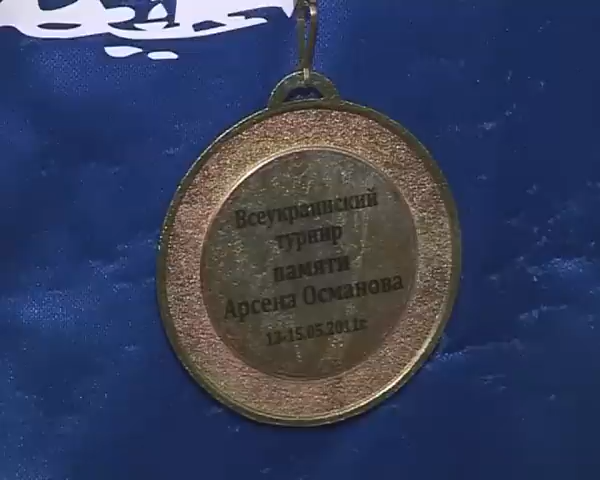 Всеукраинский
турнир
памяти
Арсена Османова
13-15.05.2011г